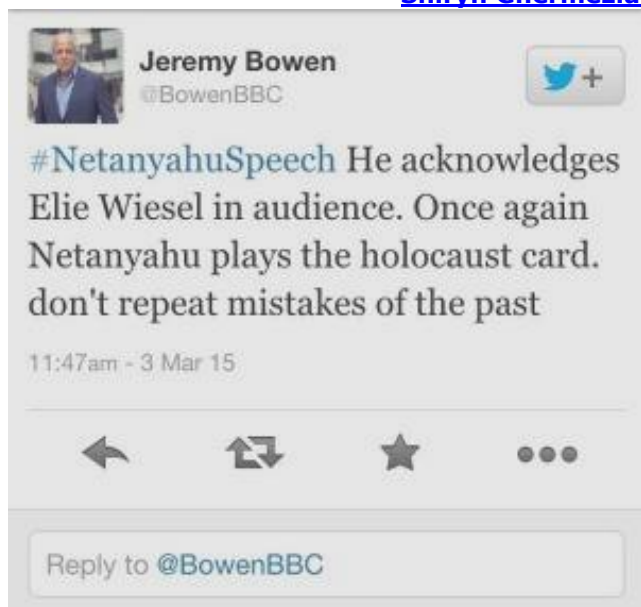 Jeremy Bowen
@BowenBBC
#NetanyahuSpeech He acknowledges
Elie Wiesel in audience. Once again
Netanyahu plays the holocaust card.
don't repeat mistakes of the past
11:47am - 3 Mar 15
Reply to @BowenBBC